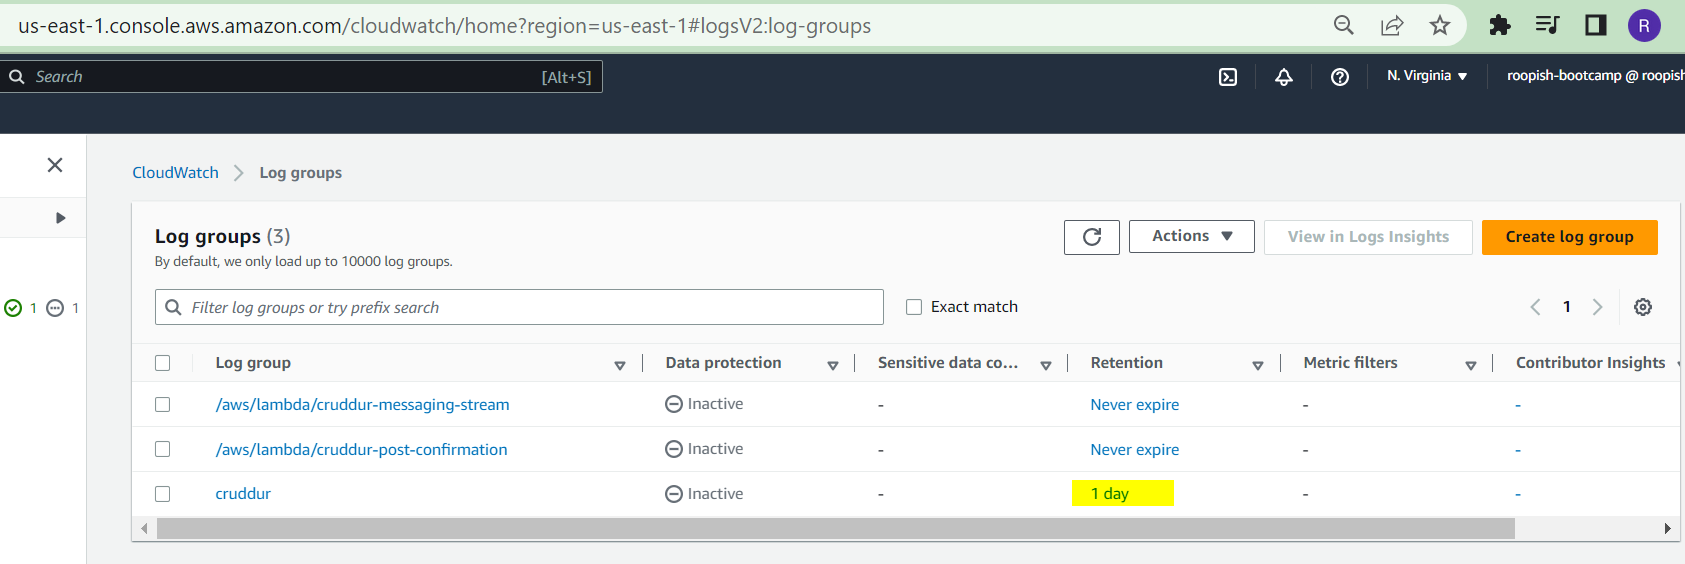 us-east-1.console.aws.amazon.com/cloudwatch/home?region=us-east-1#logsV2:log-groups
R
Search [Alt+S] N. Virginia roopish-bootcamp @ roopish
CloudWatch Log groups
Log groups (3) Actions View in Logs Insights Create log group
By default, we only load up to 10000 log groups.
Filter log groups or try prefix search Exact match 1
1 1
Log group Data protection Sensitive data co... Retention Metric filters Contributor Insights
/aws/lambda/cruddur-messaging-stream Inactive - Never expire - -
/aws/lambda/cruddur-post-confirmation Inactive - Never expire - -
cruddur Inactive - 1 day - -